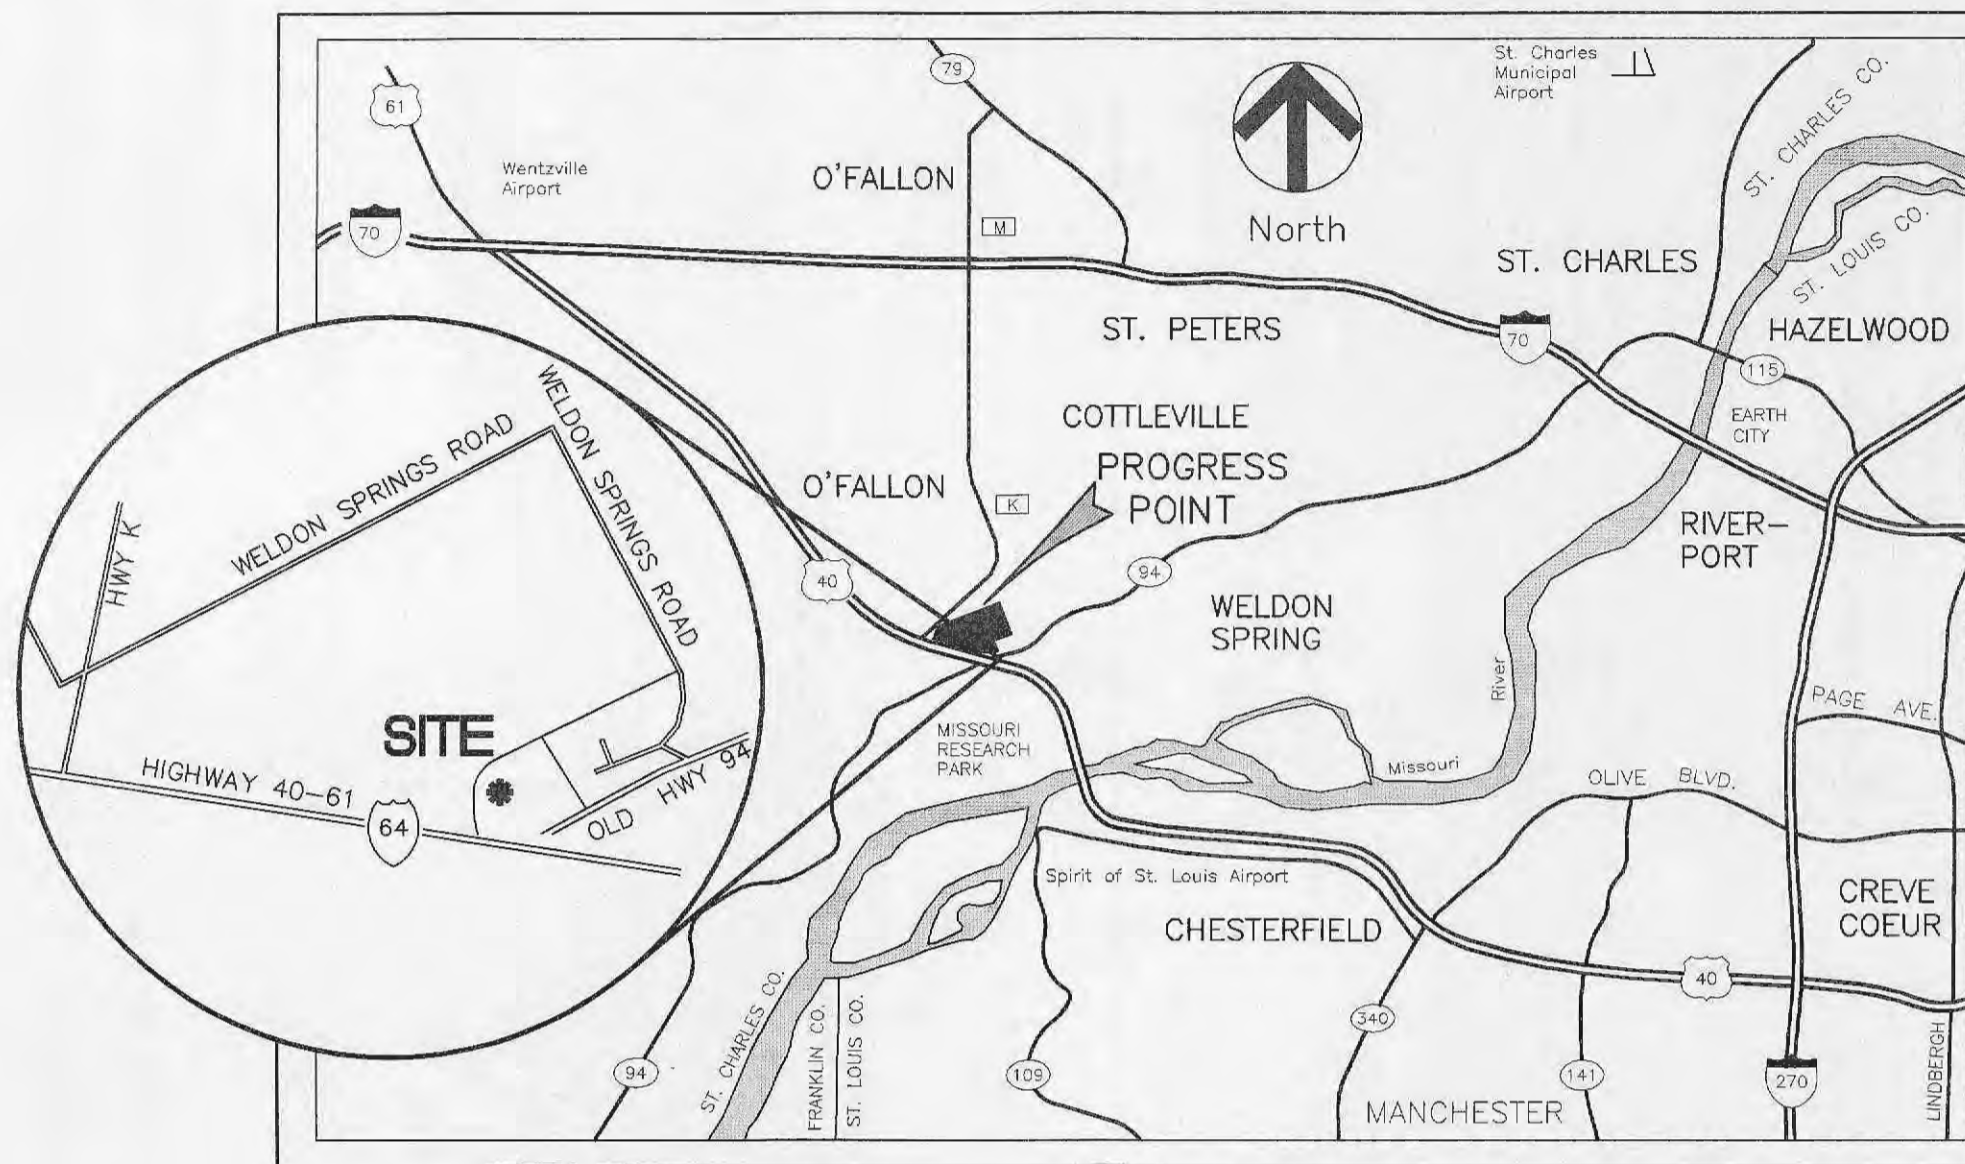 79
St. Charles
Municipal
Airport
61
ST. CHARLES CO.
Wentzville
Airport
O'FALLON
M
70
North
ST. CHARLES
ST. LOUIS CO.
ST. PETERS
70
HAZELWOOD
115
COTTLEVILLE
EARTH
CITY
PROGRESS
POINT
O'FALLON
K
RIVER-
PORT
40
94
WELDON
SPRING
River
WELDON SPRINGS ROAD
WELDON SPRINGS ROAD
HWY K
SITE
HIGHWAY 40-61
64
OLD HWY 94
MISSOURI
RESEARCH
PARK
Missouri
PAGE AVE.
OLIVE BLVD.
Spirit of St. Louis Airport
CHESTERFIELD
CREVE
COEUR
40
ST. CHARLES CO.
FRANKLIN CO.
ST. LOUIS CO.
340
94
109
141
270
LINDBERGH
MANCHESTER